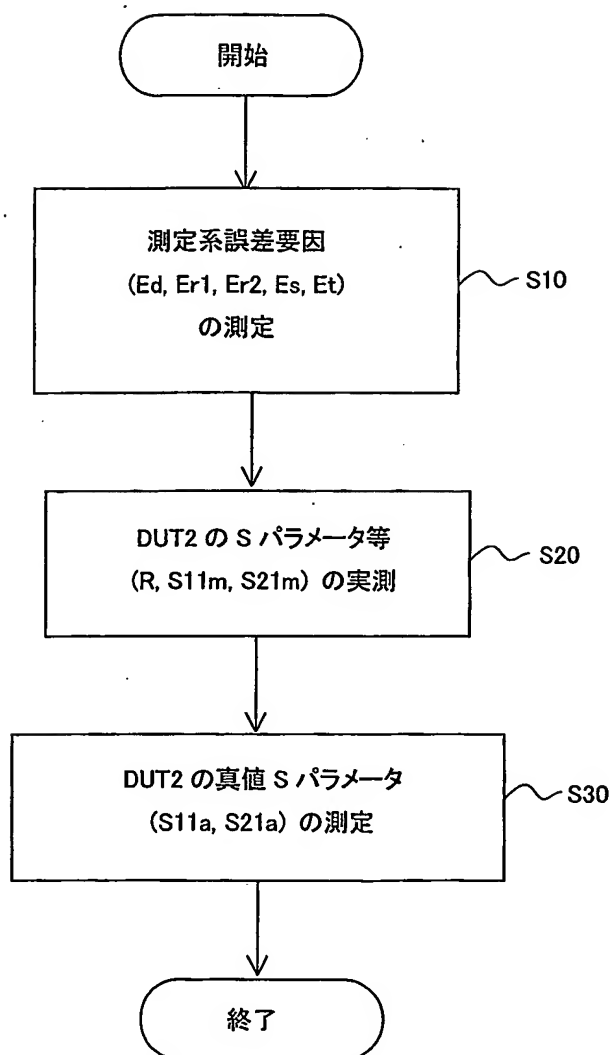 開始
測定系誤差要因
(Ed, Er1, Er2, Es, Et)
の測定
S10
DUT2 の S パラメータ等
(R, S11m, S21m) の実測
S20
DUT2 の真値 S パラメータ
(S11a, S21a) の測定
S30
終了